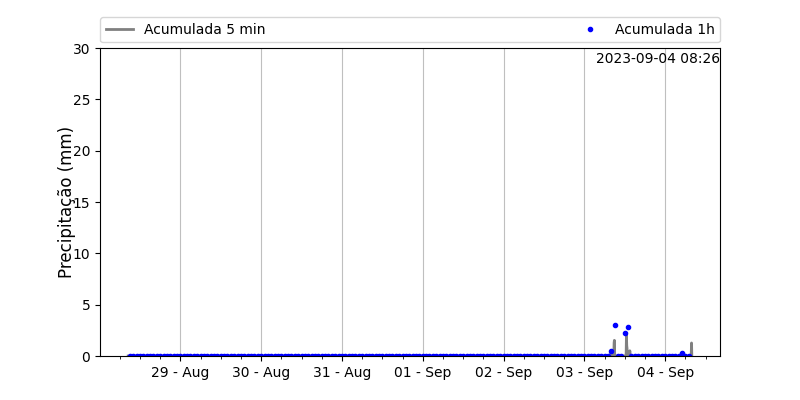 Acumulada 5 min
Acumulada 1h
2023-09-04 08:26
Precipitação (mm)
30
25
20
15
10
5
0
29 - Aug
30 - Aug
31 - Aug
01 - Sep
02 - Sep
03 - Sep
04 - Sep